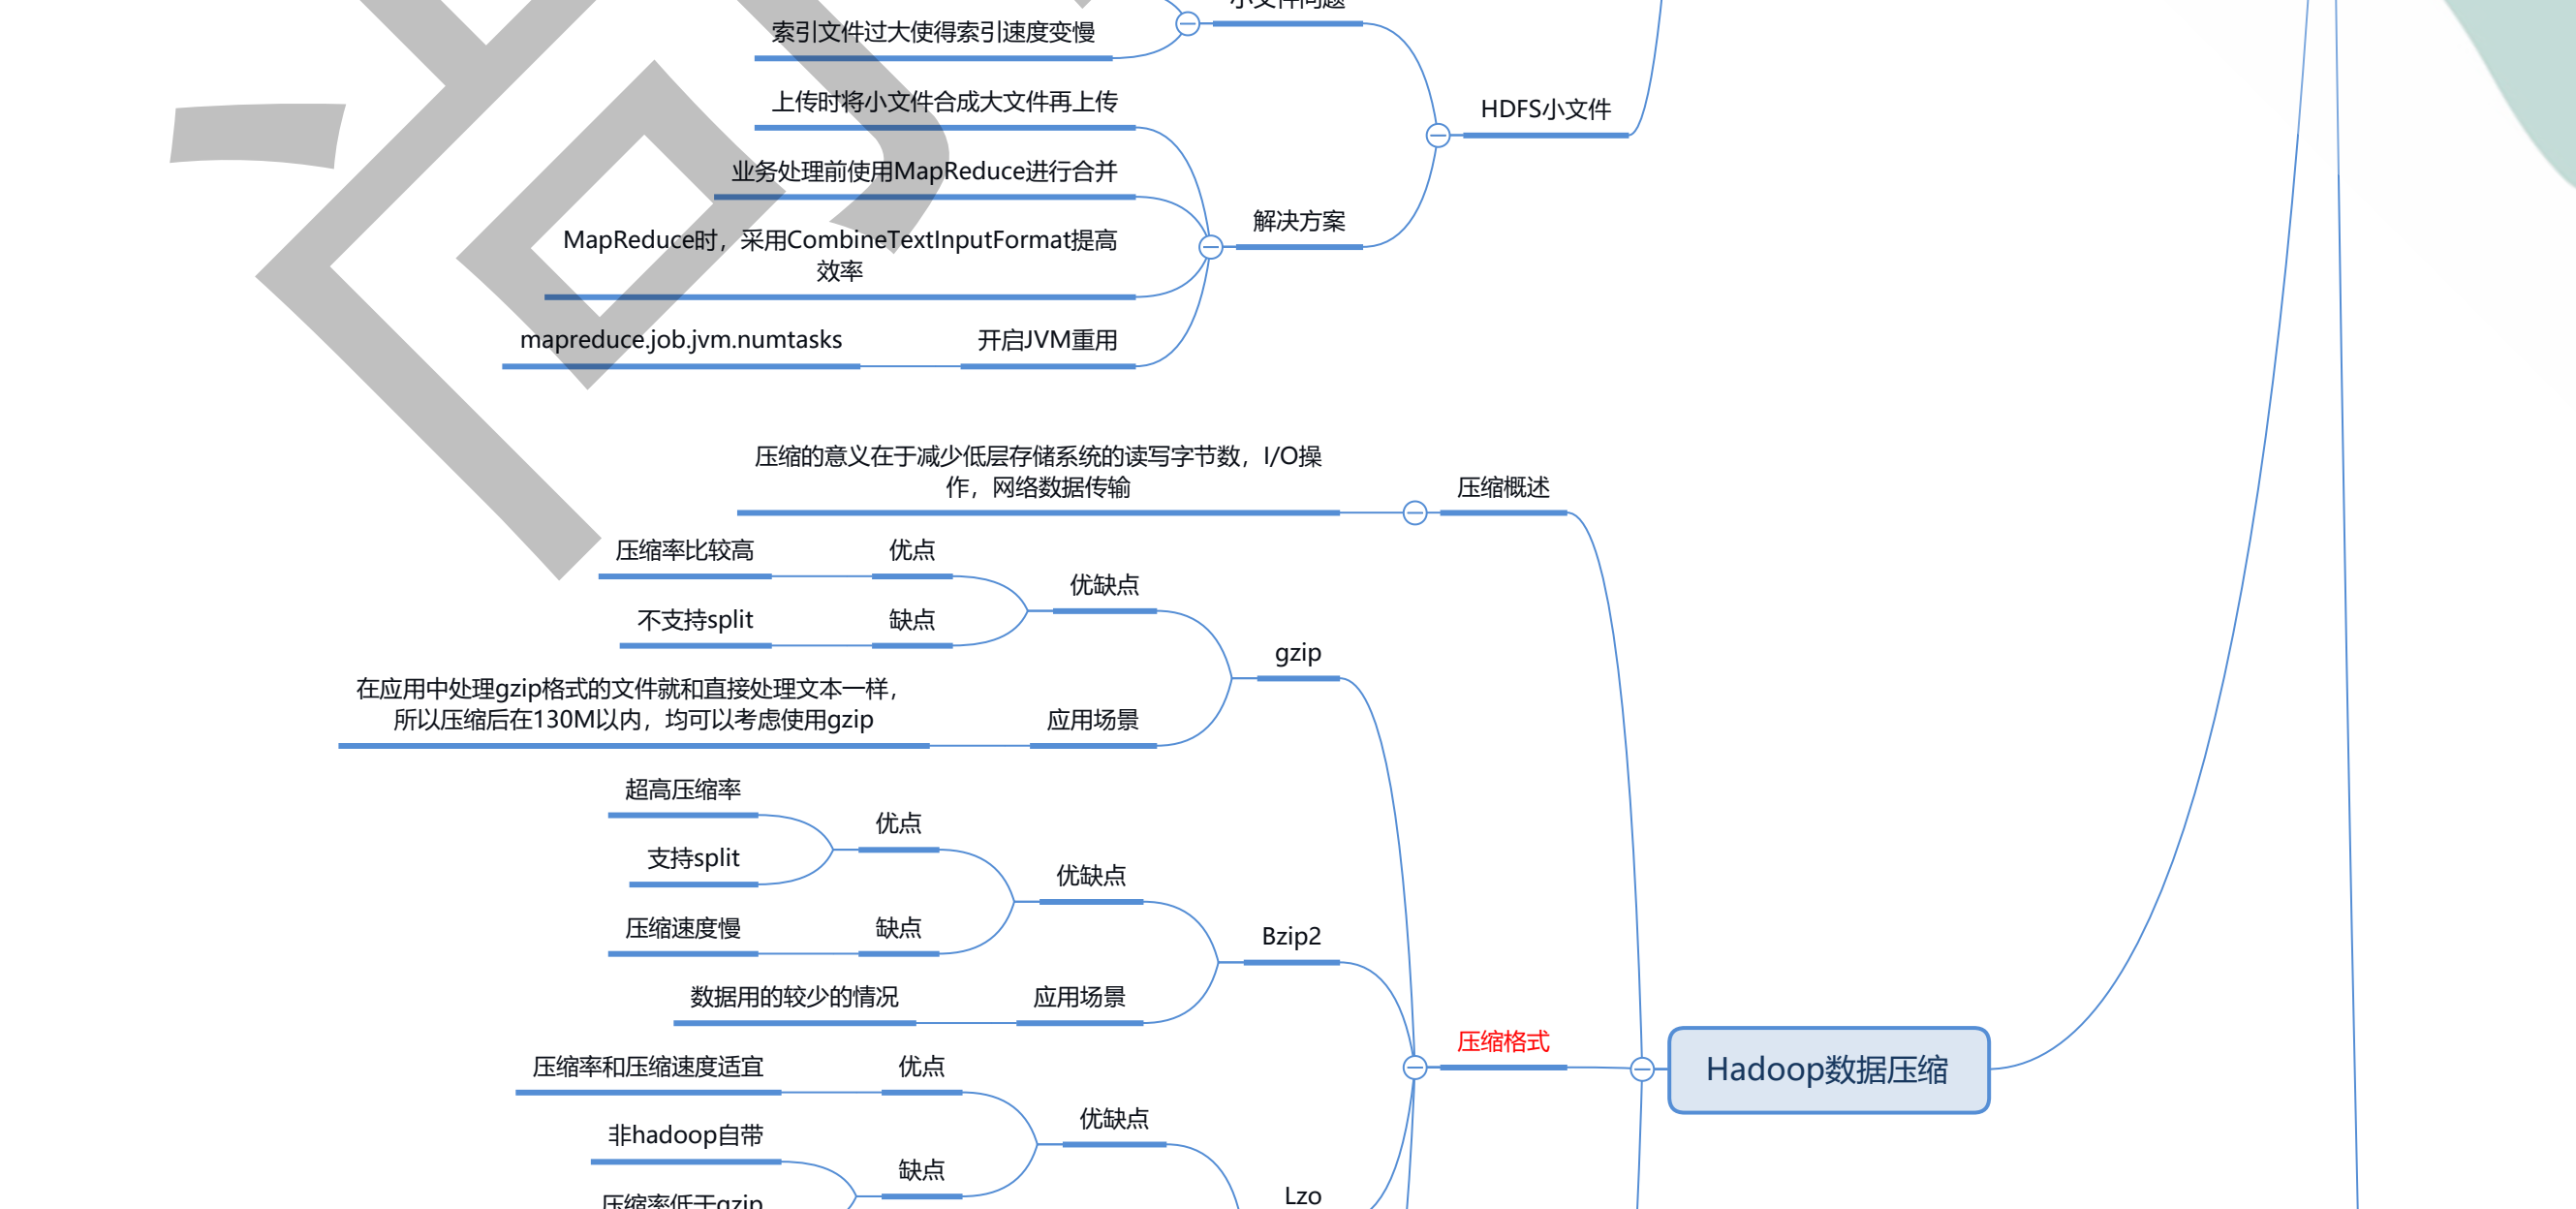 小文件问题
索引文件过大使得索引速度变慢
HDFS小文件
上传时将小文件合成大文件再上传
业务处理前使用MapReduce进行合并
解决方案
MapReduce时，采用CombineTextInputFormat提高
效率
mapreduce.job.jvm.numtasks
开启JVM重用
压缩的意义在于减少低层存储系统的读写字节数，I/O操
作，网络数据传输
压缩概述
压缩率比较高
优点
优缺点
不支持split
缺点
gzip
在应用中处理gzip格式的文件就和直接处理文本一样，
所以压缩后在130M以内，均可以考虑使用gzip
应用场景
超高压缩率
优点
支持split
优缺点
压缩速度慢
缺点
Bzip2
数据用的较少的情况
应用场景
压缩格式
Hadoop数据压缩
压缩率和压缩速度适宜
优点
优缺点
非hadoop自带
缺点
压缩率低于gzip
Lzo